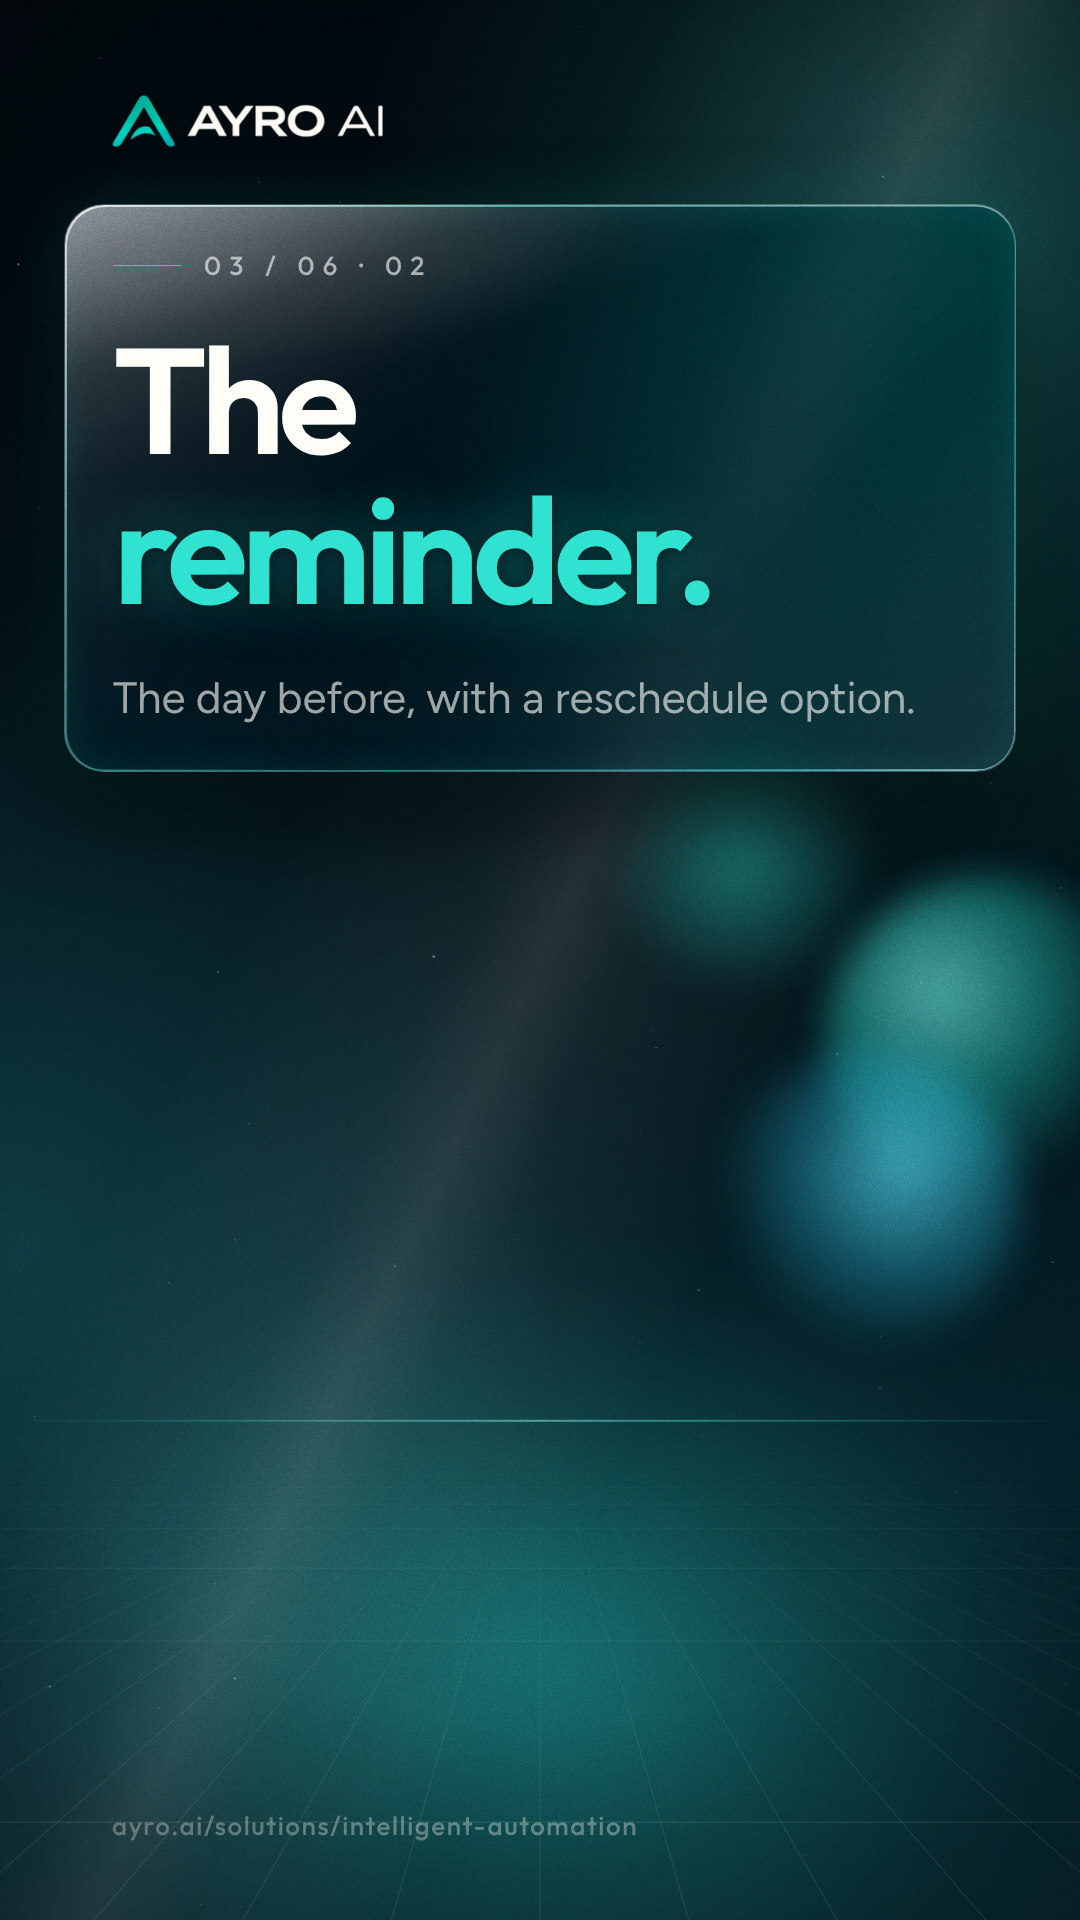 AYRO AI
03 / 06 · 02
The
reminder.
The day before, with a reschedule option.
ayro.ai/solutions/intelligent-automation